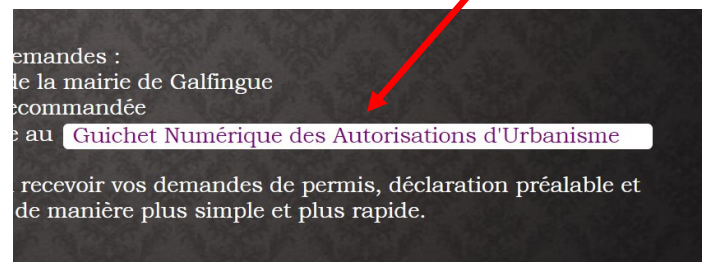 emandes :
de la mairie de Galfingue
ecommandée
e au Guichet Numérique des Autorisations d'Urbanisme
recevoir vos demandes de permis, déclaration préalable et
de manière plus simple et plus rapide.